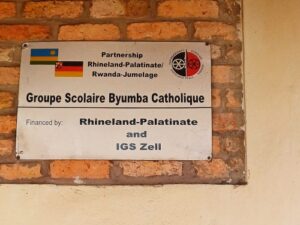 Partnership
Rhineland-Palatinate/
Rwanda-Jumelage
Groupe Scolaire Byumba Catholique
Financed by: Rhineland-Palatinate
and
IGS Zell